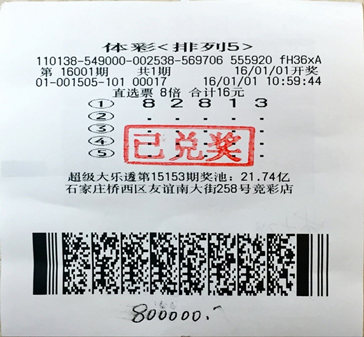 体彩<排列5>
110138-549000-002538-569706 555920 fH36xA
第 16001期 共1期 16/01/01开奖
01-001505-101 00017 16/01/01 10:59:44
直选票 8倍 合计16元
① 8 2 8 1 3
② - - - - -
③ - - - - -
④ - - - - -
⑤ - - - - -
已兑奖
超级大乐透第15153期奖池：21.74亿
石家庄桥西区友谊南大街258号竞彩店
800000.-